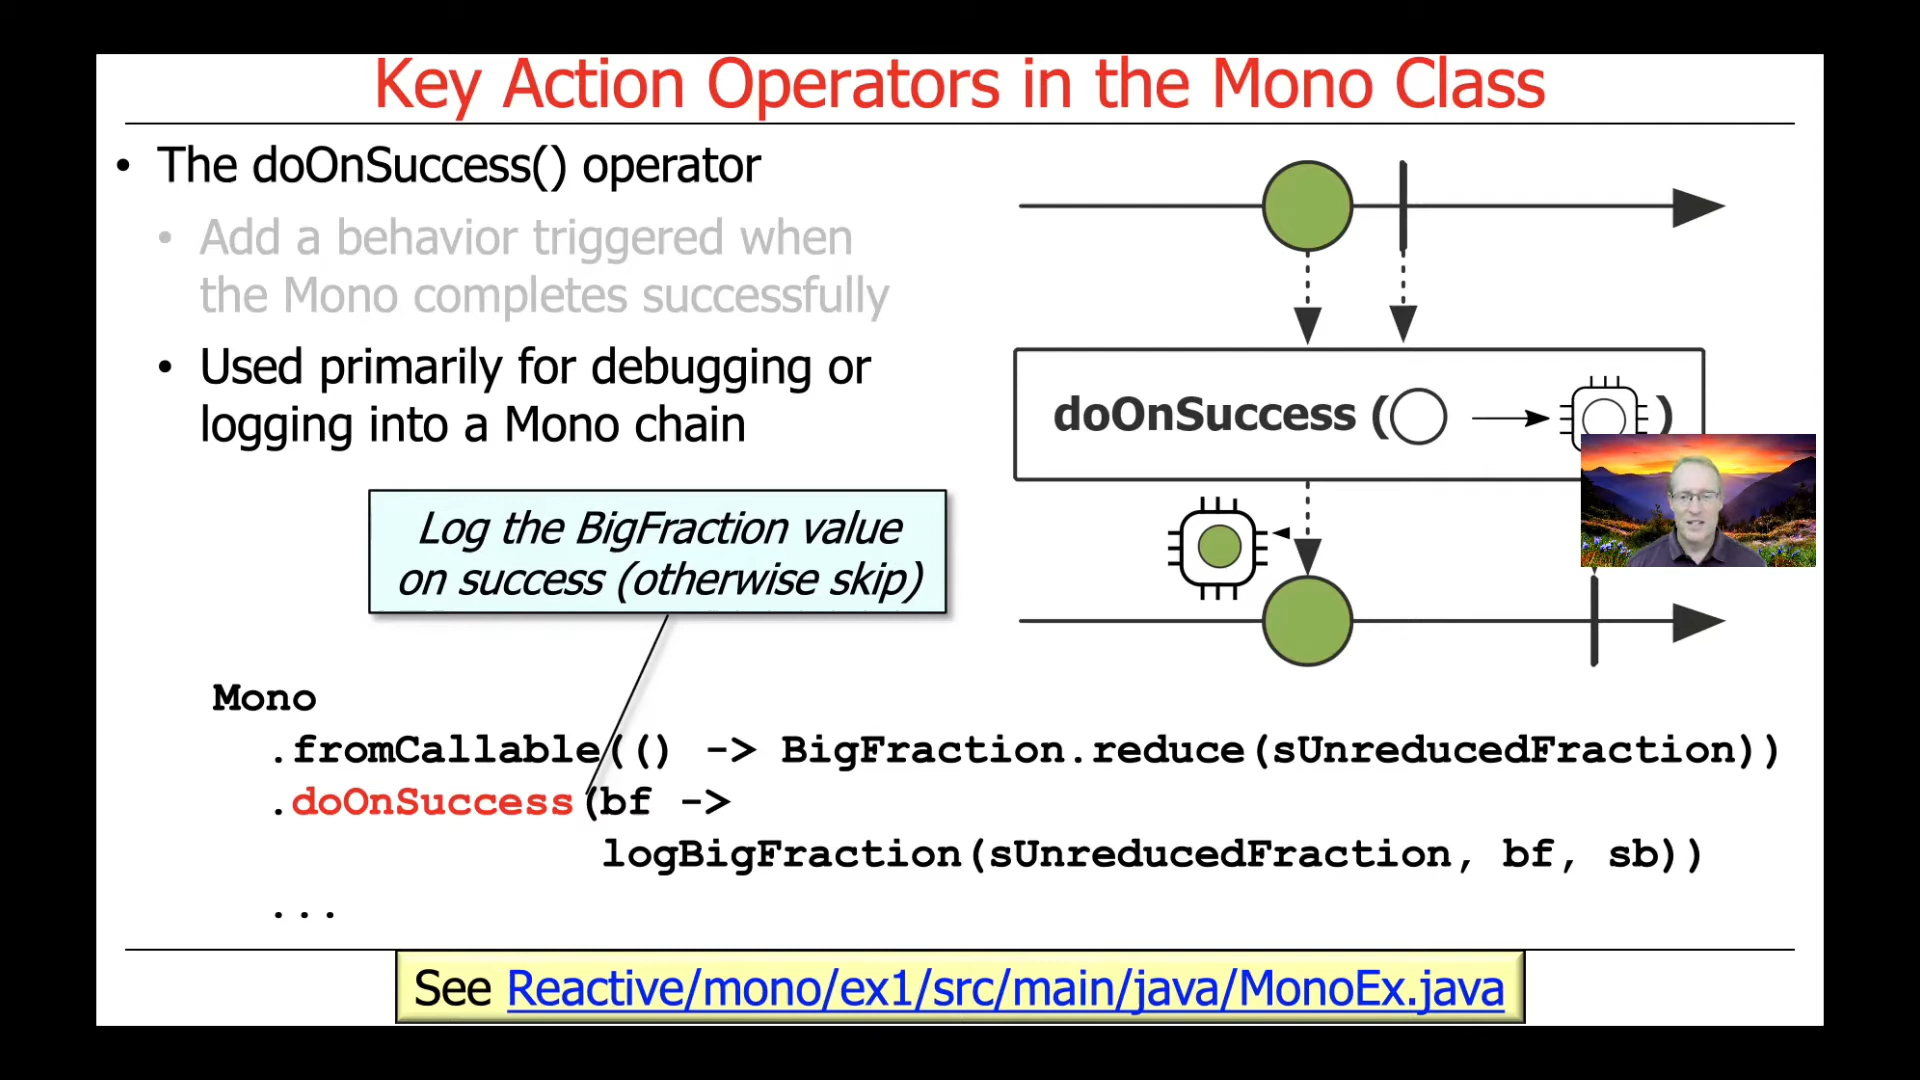 Key Action Operators in the Mono Class
• The doOnSuccess() operator
• Add a behavior triggered when
the Mono completes successfully
• Used primarily for debugging or
logging into a Mono chain
doOnSuccess ( )
Log the BigFraction value
on success (otherwise skip)
Mono
.fromCallable(() -> BigFraction.reduce(sUnreducedFraction))
.doOnSuccess(bf ->
logBigFraction(sUnreducedFraction, bf, sb))
...
See Reactive/mono/ex1/src/main/java/MonoEx.java